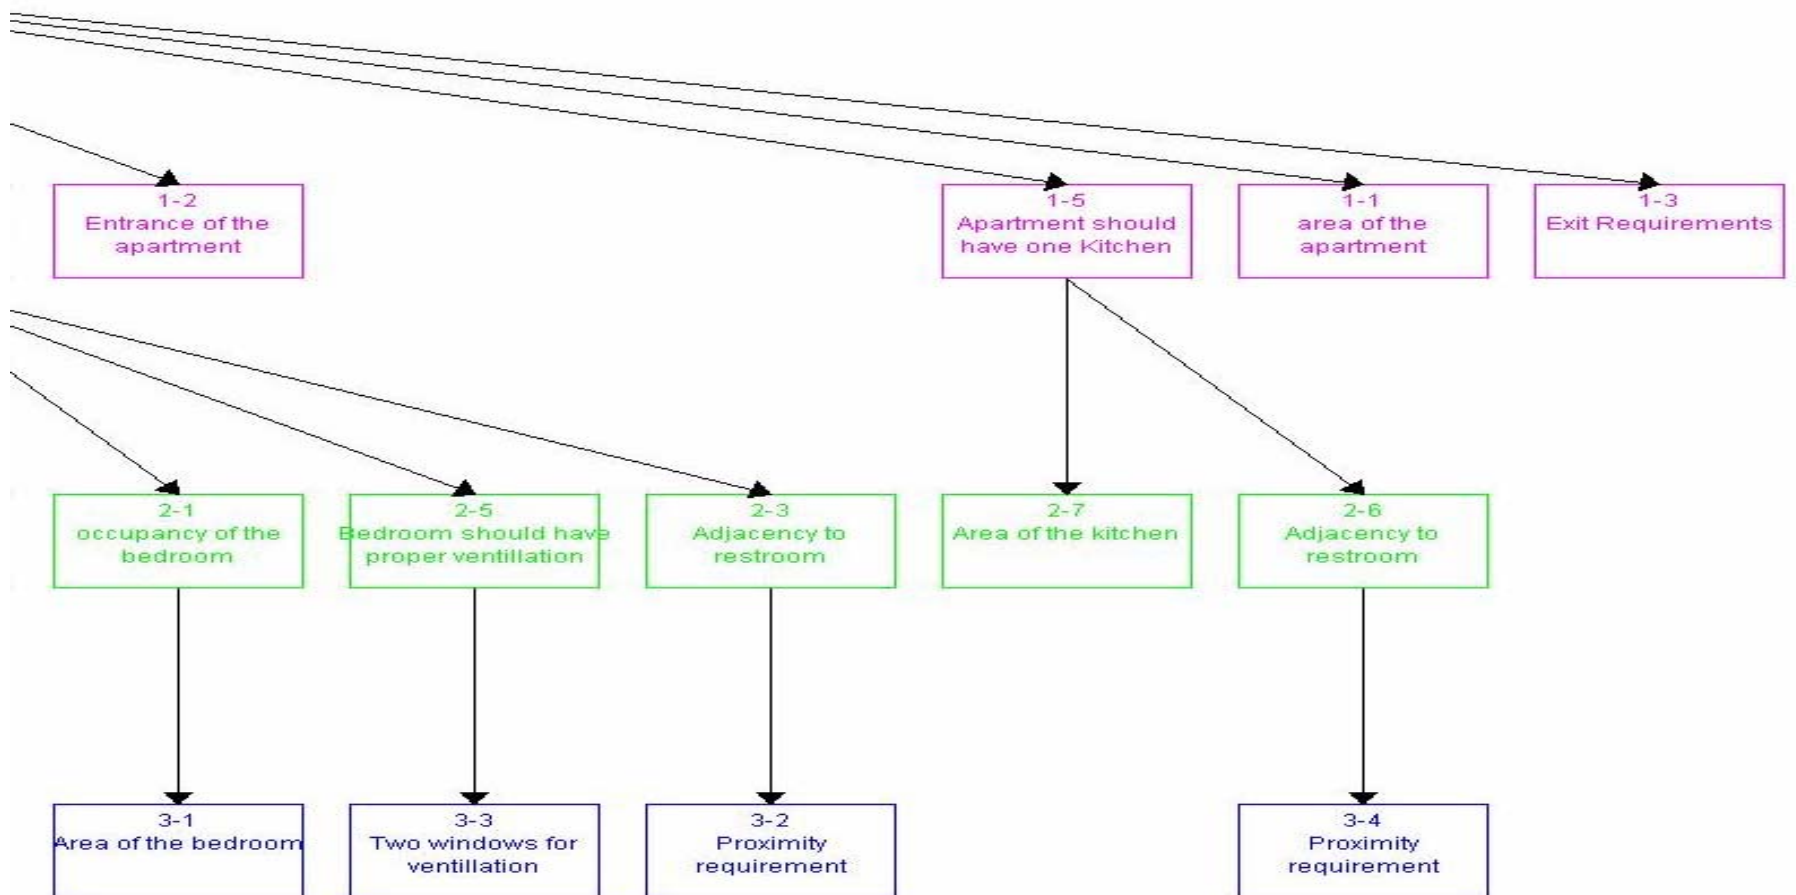 1-2
Entrance of the
apartment
1-5
Apartment should
have one Kitchen
1-1
area of the
apartment
1-3
Exit Requirements
2-1
occupancy of the
bedroom
2-5
Bedroom should have
proper ventillation
2-3
Adjacency to
restroom
2-7
Area of the kitchen
2-6
Adjacency to
restroom
3-1
Area of the bedroom
3-3
Two windows for
ventillation
3-2
Proximity
requirement
3-4
Proximity
requirement